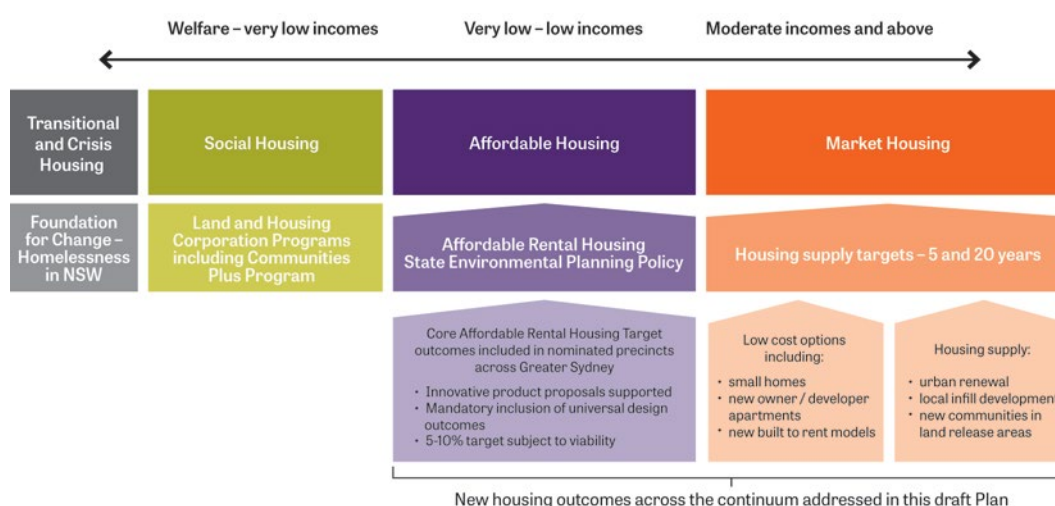 Welfare – very low incomes
Very low – low incomes
Moderate incomes and above
Transitional
and Crisis
Housing
Social Housing
Affordable Housing
Market Housing
Foundation
for Change –
Homelessness
in NSW
Land and Housing
Corporation Programs
including Communities
Plus Program
Affordable Rental Housing
State Environmental Planning Policy
Housing supply targets – 5 and 20 years
Core Affordable Rental Housing Target
outcomes included in nominated precincts
across Greater Sydney
• Innovative product proposals supported
• Mandatory inclusion of universal design
outcomes
• 5-10% target subject to viability
Low cost options
including:
• small homes
• new owner / developer
apartments
• new built to rent models
Housing supply:
• urban renewal
• local infill development
• new communities in
land release areas
New housing outcomes across the continuum addressed in this draft Plan